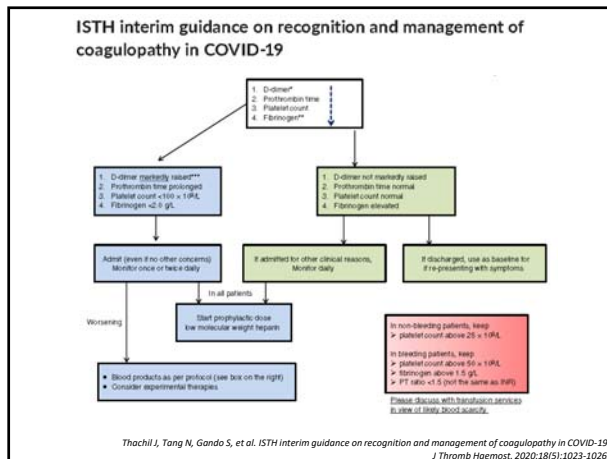 ISTH interim guidance on recognition and management of
coagulopathy in COVID-19
1. D-dimer*
2. Prothrombin time
3. Platelet count
4. Fibrinogen**
1. D-dimer markedly raised***
2. Prothrombin time prolonged
3. Platelet count <100 × 10⁹/L
4. Fibrinogen <2.0 g/L
1. D-dimer not markedly raised
2. Prothrombin time normal
3. Platelet count normal
4. Fibrinogen elevated
Admit (even if no other concerns)
Monitor once or twice daily
If admitted for other clinical reasons,
Monitor daily
If discharged, use as baseline for
if re-presenting with symptoms
In all patients
Start prophylactic dose
low molecular weight heparin
Worsening
• Blood products as per protocol (see box on the right)
• Consider experimental therapies
In non-bleeding patients, keep
➢ platelet count above 25 × 10⁹/L
In bleeding patients, keep
➢ platelet count above 50 × 10⁹/L
➢ fibrinogen above 1.5 g/L
➢ PT ratio <1.5 (not the same as INR)
Please discuss with transfusion services
in view of likely blood scarcity.
Thachil J, Tang N, Gando S, et al. ISTH interim guidance on recognition and management of coagulopathy in COVID-19
J Thromb Haemost. 2020;18(5):1023-1026